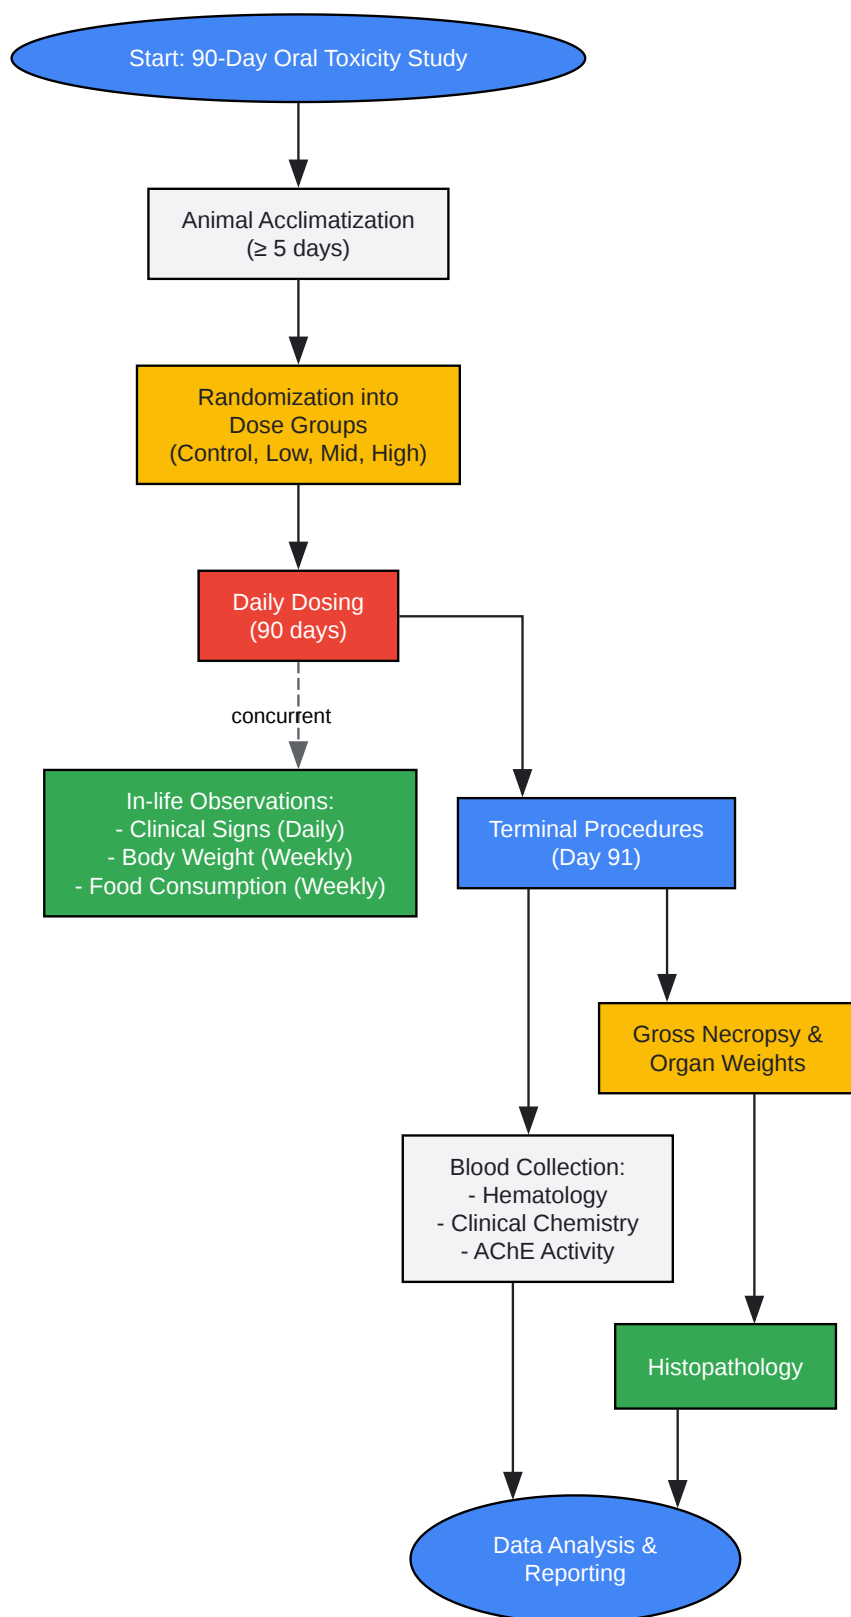 Start: 90-Day Oral Toxicity Study
Animal Acclimatization
(≥ 5 days)
Randomization into
Dose Groups
(Control, Low, Mid, High)
Daily Dosing
(90 days)
concurrent
In-life Observations:
- Clinical Signs (Daily)
- Body Weight (Weekly)
- Food Consumption (Weekly)
Terminal Procedures
(Day 91)
Gross Necropsy &
Organ Weights
Blood Collection:
- Hematology
- Clinical Chemistry
- AChE Activity
Histopathology
Data Analysis &
Reporting